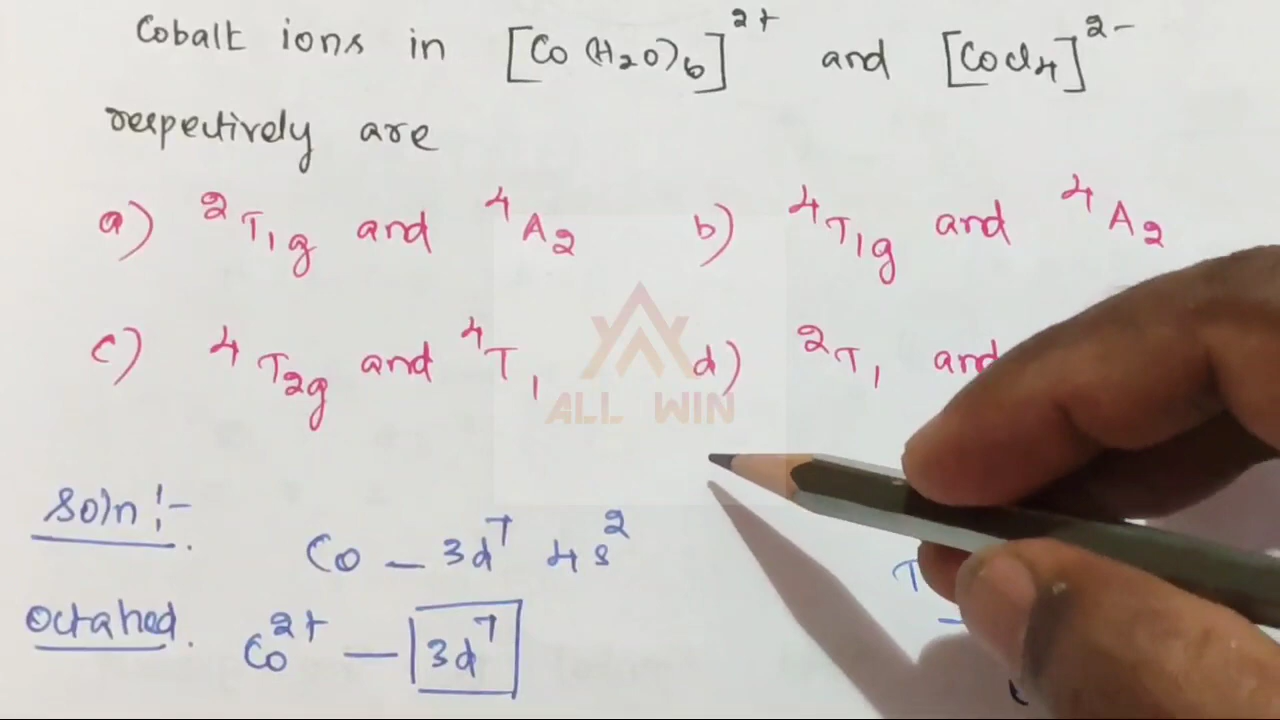 Cobalt ions in [Co(H₂O)₆]²⁺ and [CoCl₄]²⁻
respectively are
a) ²T₁g and ⁴A₂ b) ⁴T₁g and ⁴A₂
c) ⁴T₂g and ⁴T₁ d) ²T₁ and
ALL WIN
Soln :-
Co - 3d⁷ 4s²
Octahed. Co²⁺ - 3d⁷